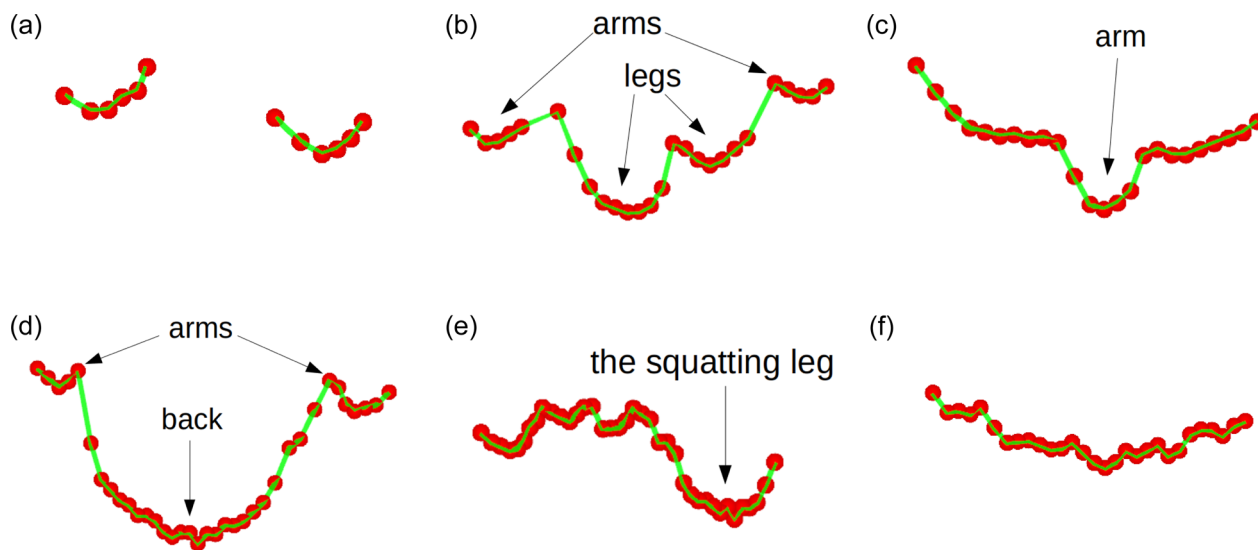 (a)
(b)
arms
legs
(c)
arm
(d)
arms
back
(e)
the squatting leg
(f)